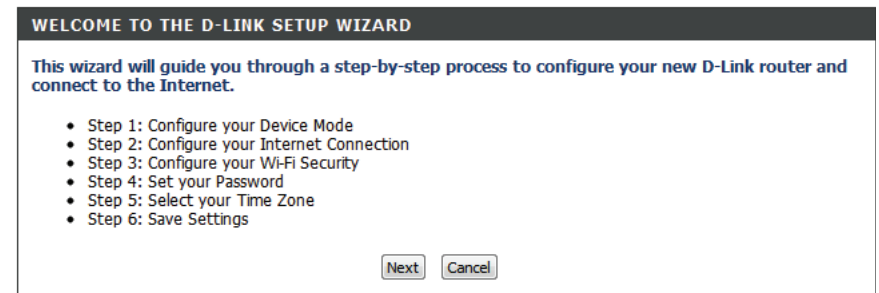 WELCOME TO THE D-LINK SETUP WIZARD
This wizard will guide you through a step-by-step process to configure your new D-Link router and
connect to the Internet.
• Step 1: Configure your Device Mode
• Step 2: Configure your Internet Connection
• Step 3: Configure your Wi-Fi Security
• Step 4: Set your Password
• Step 5: Select your Time Zone
• Step 6: Save Settings
Next Cancel